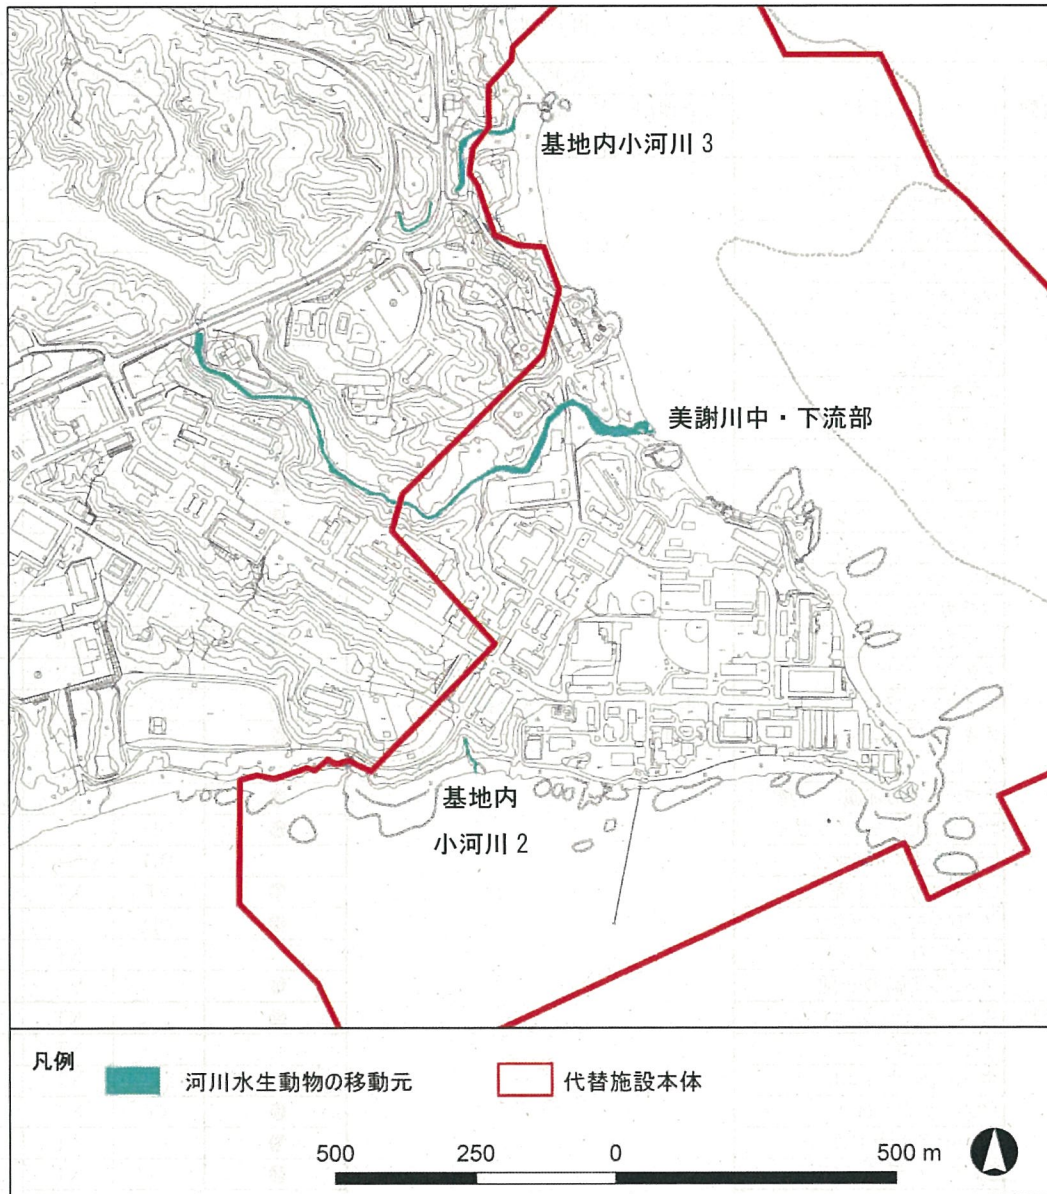 基地内小河川 3
美謝川中・下流部
基地内
小河川 2
凡例
河川水生動物の移動元
代替施設本体
500 250 0 500 m